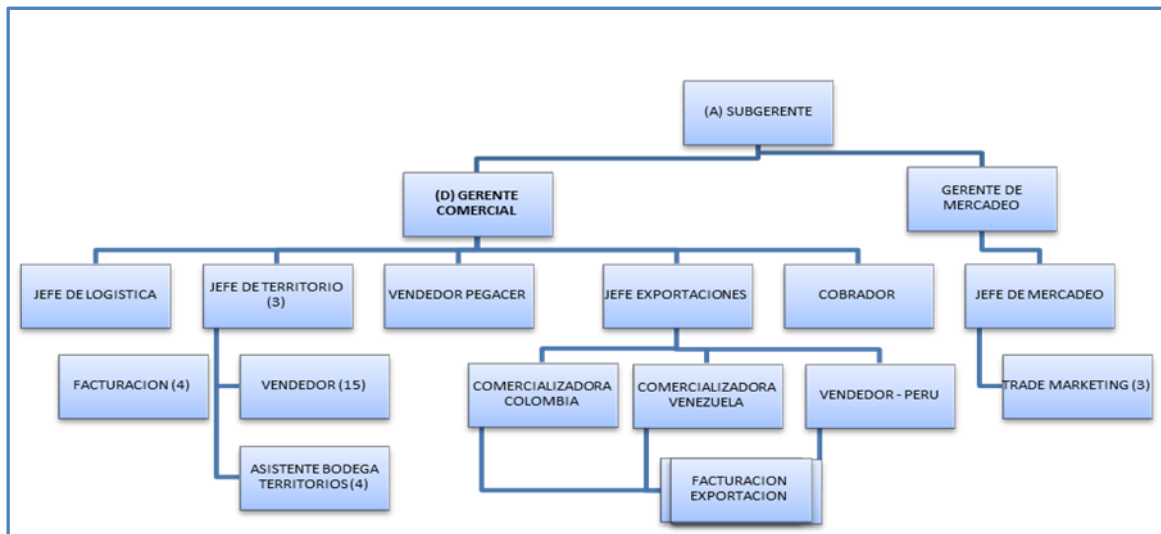 (A) SUBGERENTE
(D) GERENTE
COMERCIAL
GERENTE DE
MERCADEO
JEFE DE LOGISTICA
JEFE DE TERRITORIO
(3)
VENDEDOR PEGACER
JEFE EXPORTACIONES
COBRADOR
JEFE DE MERCADEO
FACTURACION (4)
VENDEDOR (15)
COMERCIALIZADORA
COLOMBIA
COMERCIALIZADORA
VENEZUELA
VENDEDOR - PERU
TRADE MARKETING (3)
ASISTENTE BODEGA
TERRITORIOS (4)
FACTURACION
EXPORTACION